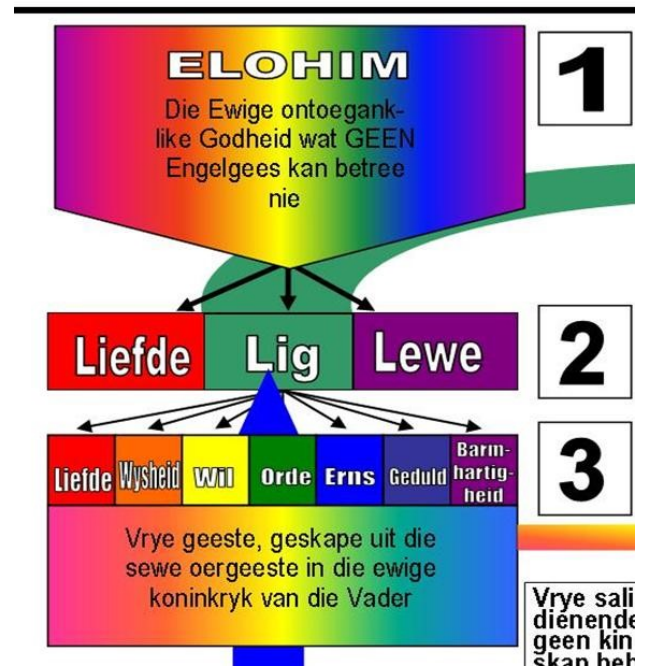 ELOHIM
Die Ewige ontoegank-
like Godheid wat GEEN
Engelgees kan betree
nie
1
Liefde Lig Lewe
2
Liefde Wysheid Wil Orde Erns Geduld Barm-
hartig-
heid
3
Vrye geeste, geskape uit die
sewe oergeeste in die ewige
koninkryk van die Vader
Vrye sali
dienende
geen kin
skap beh